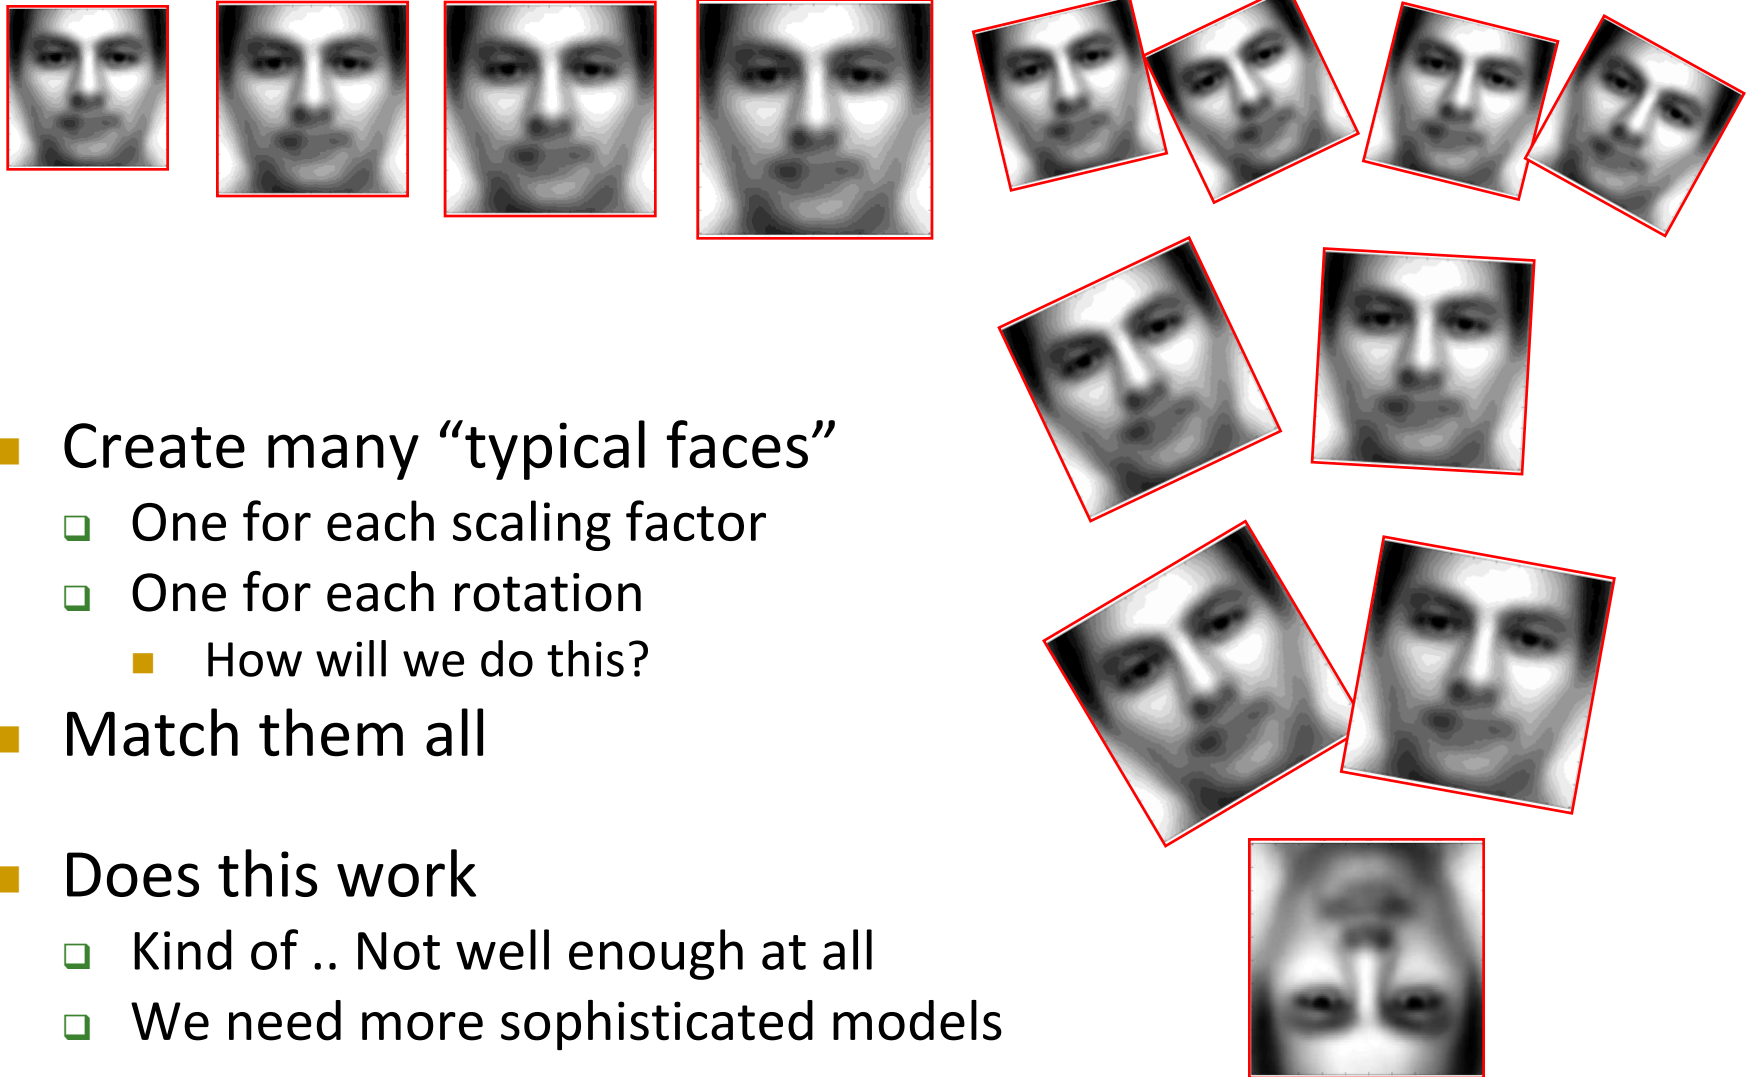 Create many “typical faces”
One for each scaling factor
One for each rotation
How will we do this?
Match them all
Does this work
Kind of .. Not well enough at all
We need more sophisticated models